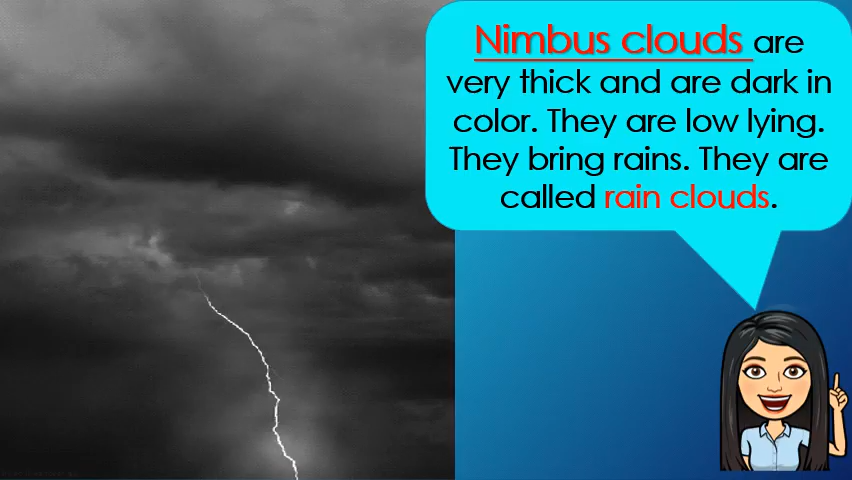 Nimbus clouds are
very thick and are dark in
color. They are low lying.
They bring rains. They are
called rain clouds.